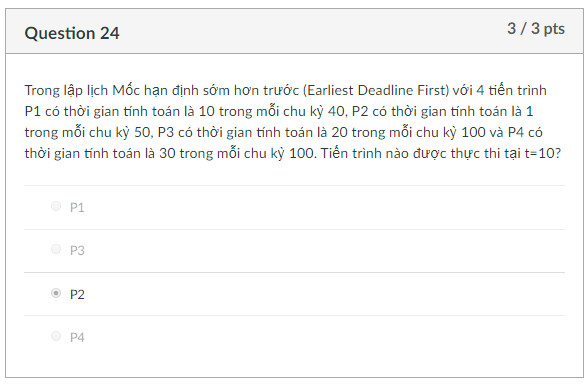 Question 24
3 / 3 pts
Trong lập lịch Mốc hạn định sớm hơn trước (Earliest Deadline First) với 4 tiến trình
P1 có thời gian tính toán là 10 trong mỗi chu kỳ 40, P2 có thời gian tính toán là 1
trong mỗi chu kỳ 50, P3 có thời gian tính toán là 20 trong mỗi chu kỳ 100 và P4 có
thời gian tính toán là 30 trong mỗi chu kỳ 100. Tiến trình nào được thực thi tại t=10?
P1
P3
P2
P4